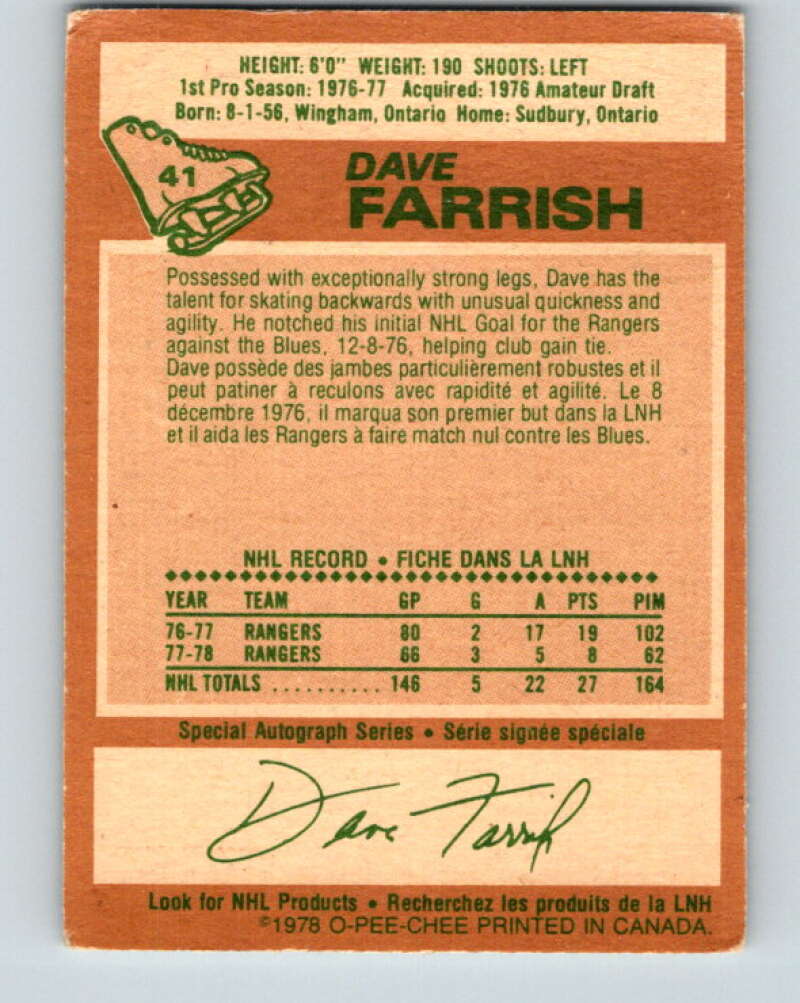 HEIGHT: 6'0" WEIGHT: 190 SHOOTS: LEFT
1st Pro Season: 1976-77 Acquired: 1976 Amateur Draft
Born: 8-1-56, Wingham, Ontario Home: Sudbury, Ontario
41
DAVE
FARRISH
Possessed with exceptionally strong legs, Dave has the
talent for skating backwards with unusual quickness and
agility. He notched his initial NHL Goal for the Rangers
against the Blues, 12-8-76, helping club gain tie.
Dave possède des jambes particulièrement robustes et il
peut patiner à reculons avec rapidité et agilité. Le 8
décembre 1976, il marqua son premier but dans la LNH
et il aida les Rangers à faire match nul contre les Blues.
NHL RECORD • FICHE DANS LA LNH
YEAR TEAM GP G A PTS PIM
76-77 RANGERS 80 2 17 19 102
77-78 RANGERS 66 3 5 8 62
NHL TOTALS .......... 146 5 22 27 164
Special Autograph Series • Série signée spéciale
Dave Farrish
Look for NHL Products • Recherchez les produits de la LNH
©1978 O-PEE-CHEE PRINTED IN CANADA.